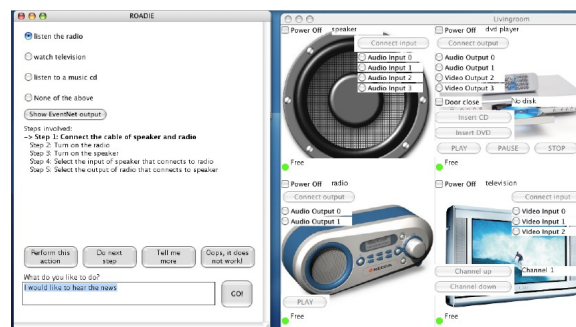 ROADIE
listen the radio
watch television
listen to a music cd
None of the above
Show EventNet output
Steps involved:
-> Step 1: Connect the cable of speaker and radio
Step 2: Turn on the radio
Step 3: Turn on the speaker
Step 4: Select the input of speaker that connects to radio
Step 5: Select the output of radio that connects to speaker
Perform this action
Do next step
Tell me more
Oops, it does not work!
What do you like to do?
I would like to hear the news
GO!
Livingroom
Power Off speaker
Connect input
Audio Input 0
Audio Input 1
Audio Input 2
Audio Input 3
Free
Power Off dvd player
Connect output
Audio Output 0
Audio Output 1
Video Output 0
Video Output 1
Door close No disk
Insert CD
Insert DVD
PLAY PAUSE STOP
Free
Power Off radio
Connect output
Audio Output 0
Audio Output 1
PLAY
Free
Power Off television
Connect input
Video Input 0
Video Input 1
Video Input 2
Channel up Channel 1
Channel down
Free